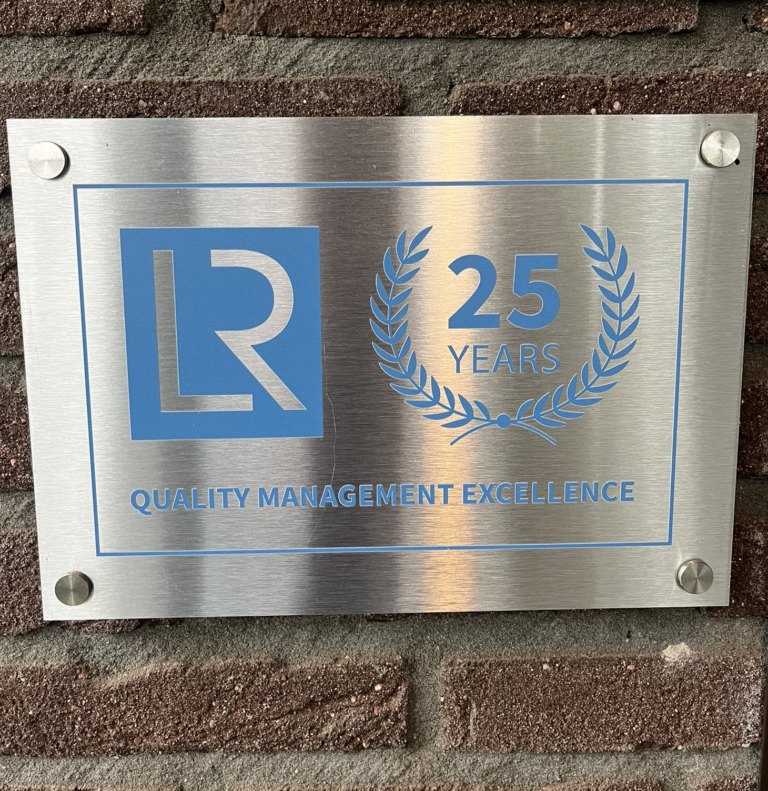 LR
25
YEARS
QUALITY MANAGEMENT EXCELLENCE